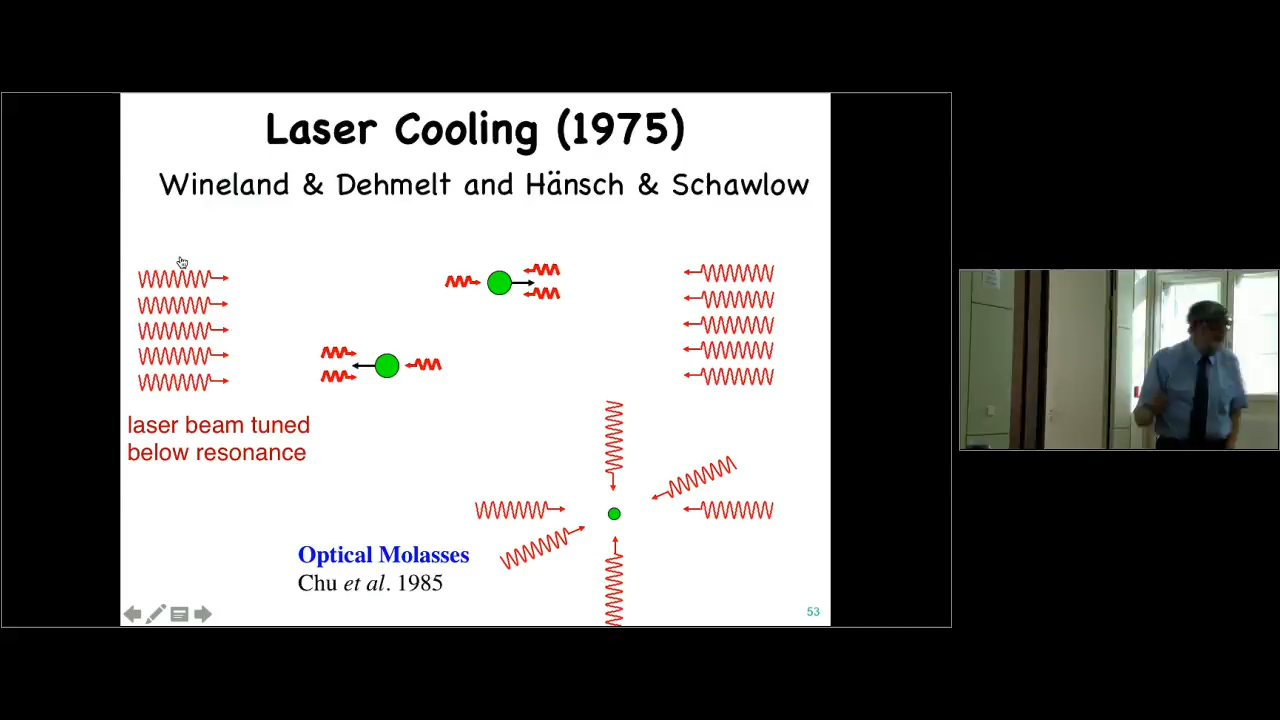 Laser Cooling (1975)
Wineland & Dehmelt and Hänsch & Schawlow
laser beam tuned
below resonance
Optical Molasses
Chu et al. 1985
53